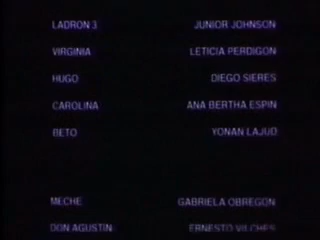 LADRON 3 JUNIOR JOHNSON
VIRGINIA LETICIA PERDIGON
HUGO DIEGO SIERES
CAROLINA ANA BERTHA ESPIN
BETO YONAN LAJUD
MECHE GABRIELA OBREGON
DON AGUSTIN ERNESTO VILCHES